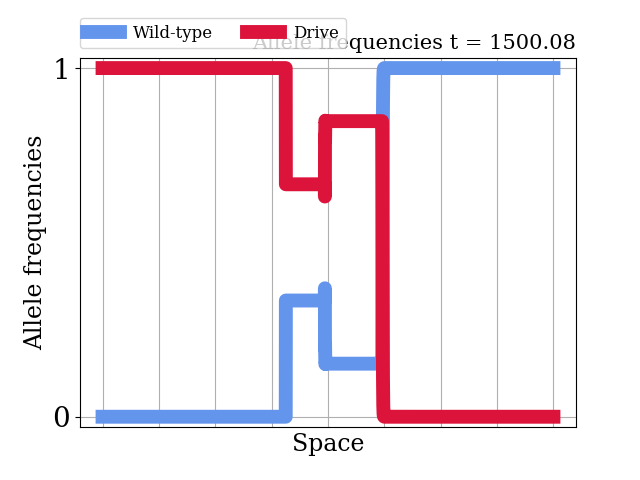 Wild-type Drive
Allele frequencies t = 1500.08
1
Allele frequencies
0
Space